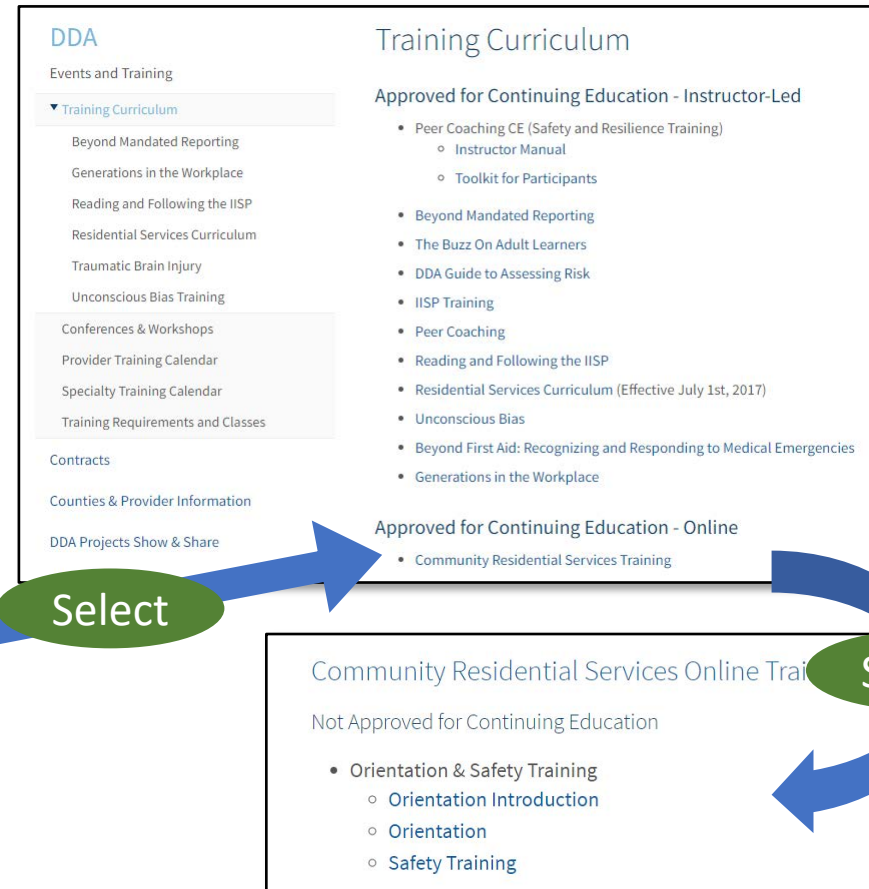 DDA
Events and Training
Training Curriculum
Beyond Mandated Reporting
Generations in the Workplace
Reading and Following the IISP
Residential Services Curriculum
Traumatic Brain Injury
Unconscious Bias Training
Conferences & Workshops
Provider Training Calendar
Specialty Training Calendar
Training Requirements and Classes
Contracts
Counties & Provider Information
DDA Projects Show & Share
Training Curriculum
Approved for Continuing Education - Instructor-Led
Peer Coaching CE (Safety and Resilience Training)
Instructor Manual
Toolkit for Participants
Beyond Mandated Reporting
The Buzz On Adult Learners
DDA Guide to Assessing Risk
IISP Training
Peer Coaching
Reading and Following the IISP
Residential Services Curriculum (Effective July 1st, 2017)
Unconscious Bias
Beyond First Aid: Recognizing and Responding to Medical Emergencies
Generations in the Workplace
Approved for Continuing Education - Online
Community Residential Services Training
Select
Community Residential Services Online Trai
S
Not Approved for Continuing Education
Orientation & Safety Training
Orientation Introduction
Orientation
Safety Training